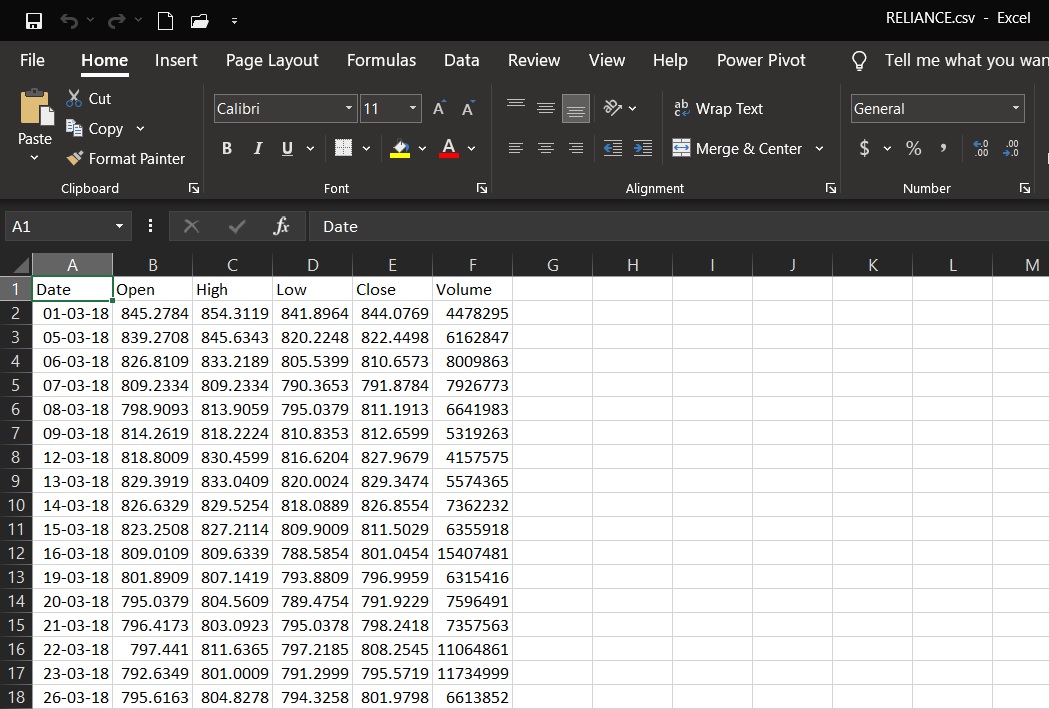 RELIANCE.csv - Excel
File Home Insert Page Layout Formulas Data Review View Help Power Pivot Tell me what you wan
Paste
Cut
Copy
Format Painter
Clipboard
Calibri 11 A A
B I U A
Font
ab Wrap Text
Merge & Center
Alignment
General
$ % , .00 .00
Number
A1 fx Date
A B C D E F G H I J K L M
1 Date Open High Low Close Volume
2 01-03-18 845.2784 854.3119 841.8964 844.0769 4478295
3 05-03-18 839.2708 845.6343 820.2248 822.4498 6162847
4 06-03-18 826.8109 833.2189 805.5399 810.6573 8009863
5 07-03-18 809.2334 809.2334 790.3653 791.8784 7926773
6 08-03-18 798.9093 813.9059 795.0379 811.1913 6641983
7 09-03-18 814.2619 818.2224 810.8353 812.6599 5319263
8 12-03-18 818.8009 830.4599 816.6204 827.9679 4157575
9 13-03-18 829.3919 833.0409 820.0024 829.3474 5574365
10 14-03-18 826.6329 829.5254 818.0889 826.8554 7362232
11 15-03-18 823.2508 827.2114 809.9009 811.5029 6355918
12 16-03-18 809.0109 809.6339 788.5854 801.0454 15407481
13 19-03-18 801.8909 807.1419 793.8809 796.9959 6315416
14 20-03-18 795.0379 804.5609 789.4754 791.9229 7596491
15 21-03-18 796.4173 803.0923 795.0378 798.2418 7357563
16 22-03-18 797.441 811.6365 797.2185 808.2545 11064861
17 23-03-18 792.6349 801.0009 791.2999 795.5719 11734999
18 26-03-18 795.6163 804.8278 794.3258 801.9798 6613852